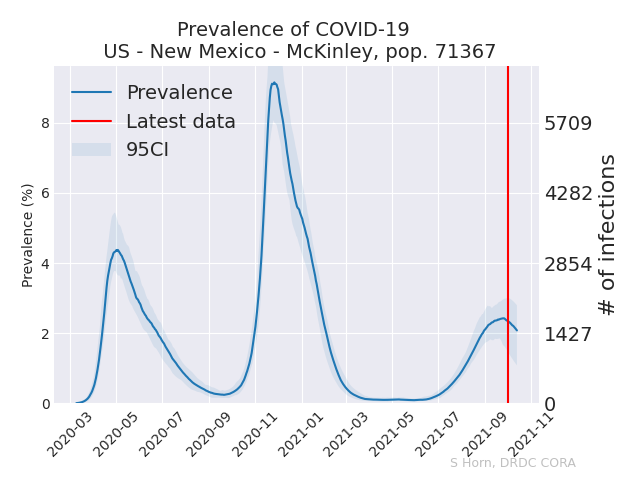 Prevalence of COVID-19
US - New Mexico - McKinley, pop. 71367
Prevalence
Latest data
95CI
Prevalence (%)
8
6
4
2
0
5709
4282
2854
1427
0
# of infections
2020-03
2020-05
2020-07
2020-09
2020-11
2021-01
2021-03
2021-05
2021-07
2021-09
2021-11
S Horn, DRDC CORA